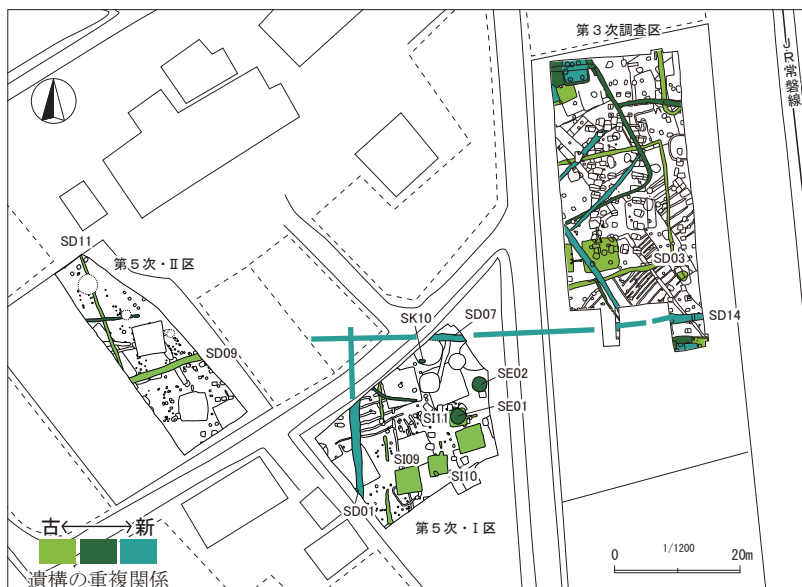 第３次調査区
ＪＲ常磐線
SD11
第５次・Ⅱ区
SD03
SK10
SD07
SD14
SD09
SE02
SI11
SE01
SI09
SI10
SD01
第５次・Ⅰ区
古←→新
遺構の重複関係
1/1200
0
20m